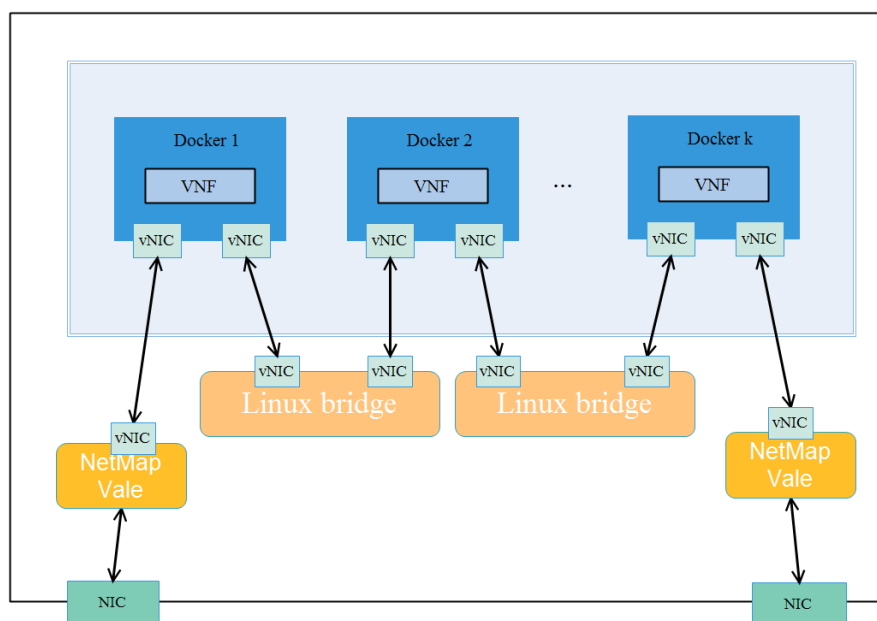 Docker 1
VNF
vNIC
vNIC
Docker 2
VNF
vNIC
vNIC
...
Docker k
VNF
vNIC
vNIC
vNIC
vNIC
Linux bridge
vNIC
vNIC
Linux bridge
vNIC
NetMap
Vale
vNIC
NetMap
Vale
NIC
NIC